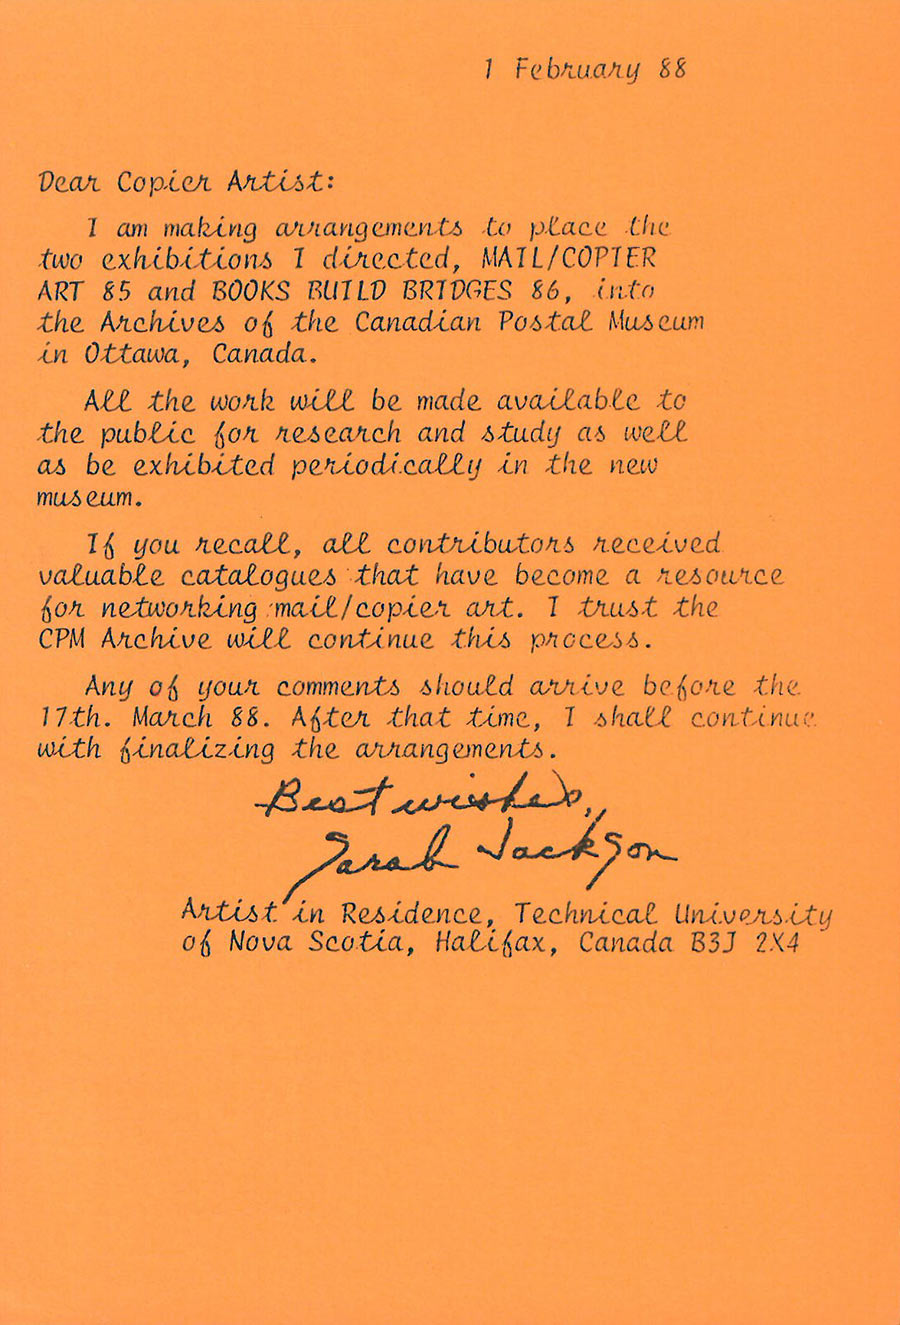 1 February 88
Dear Copier Artist:
I am making arrangements to place the
two exhibitions I directed, MAIL/COPIER
ART 85 and BOOKS BUILD BRIDGES 86, into
the Archives of the Canadian Postal Museum
in Ottawa, Canada.
All the work will be made available to
the public for research and study as well
as be exhibited periodically in the new
museum.
If you recall, all contributors received
valuable catalogues that have become a resource
for networking mail/copier art. I trust the
CPM Archive will continue this process.
Any of your comments should arrive before the
17th. March 88. After that time, I shall continue
with finalizing the arrangements.
Best wishes,
Sarah Jackson
Artist in Residence, Technical University
of Nova Scotia, Halifax, Canada B3J 2X4